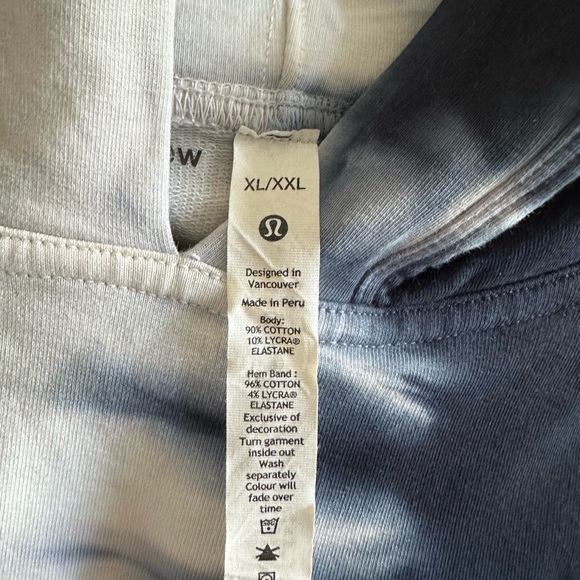 ew
XL/XXL
Designed in
Vancouver
Made in Peru
Body:
90% COTTON
10% LYCRA®
ELASTANE
Hem Band :
96% COTTON
4% LYCRA®
ELASTANE
Exclusive of
decoration
Turn garment
inside out
Wash
separately
Colour will
fade over
time